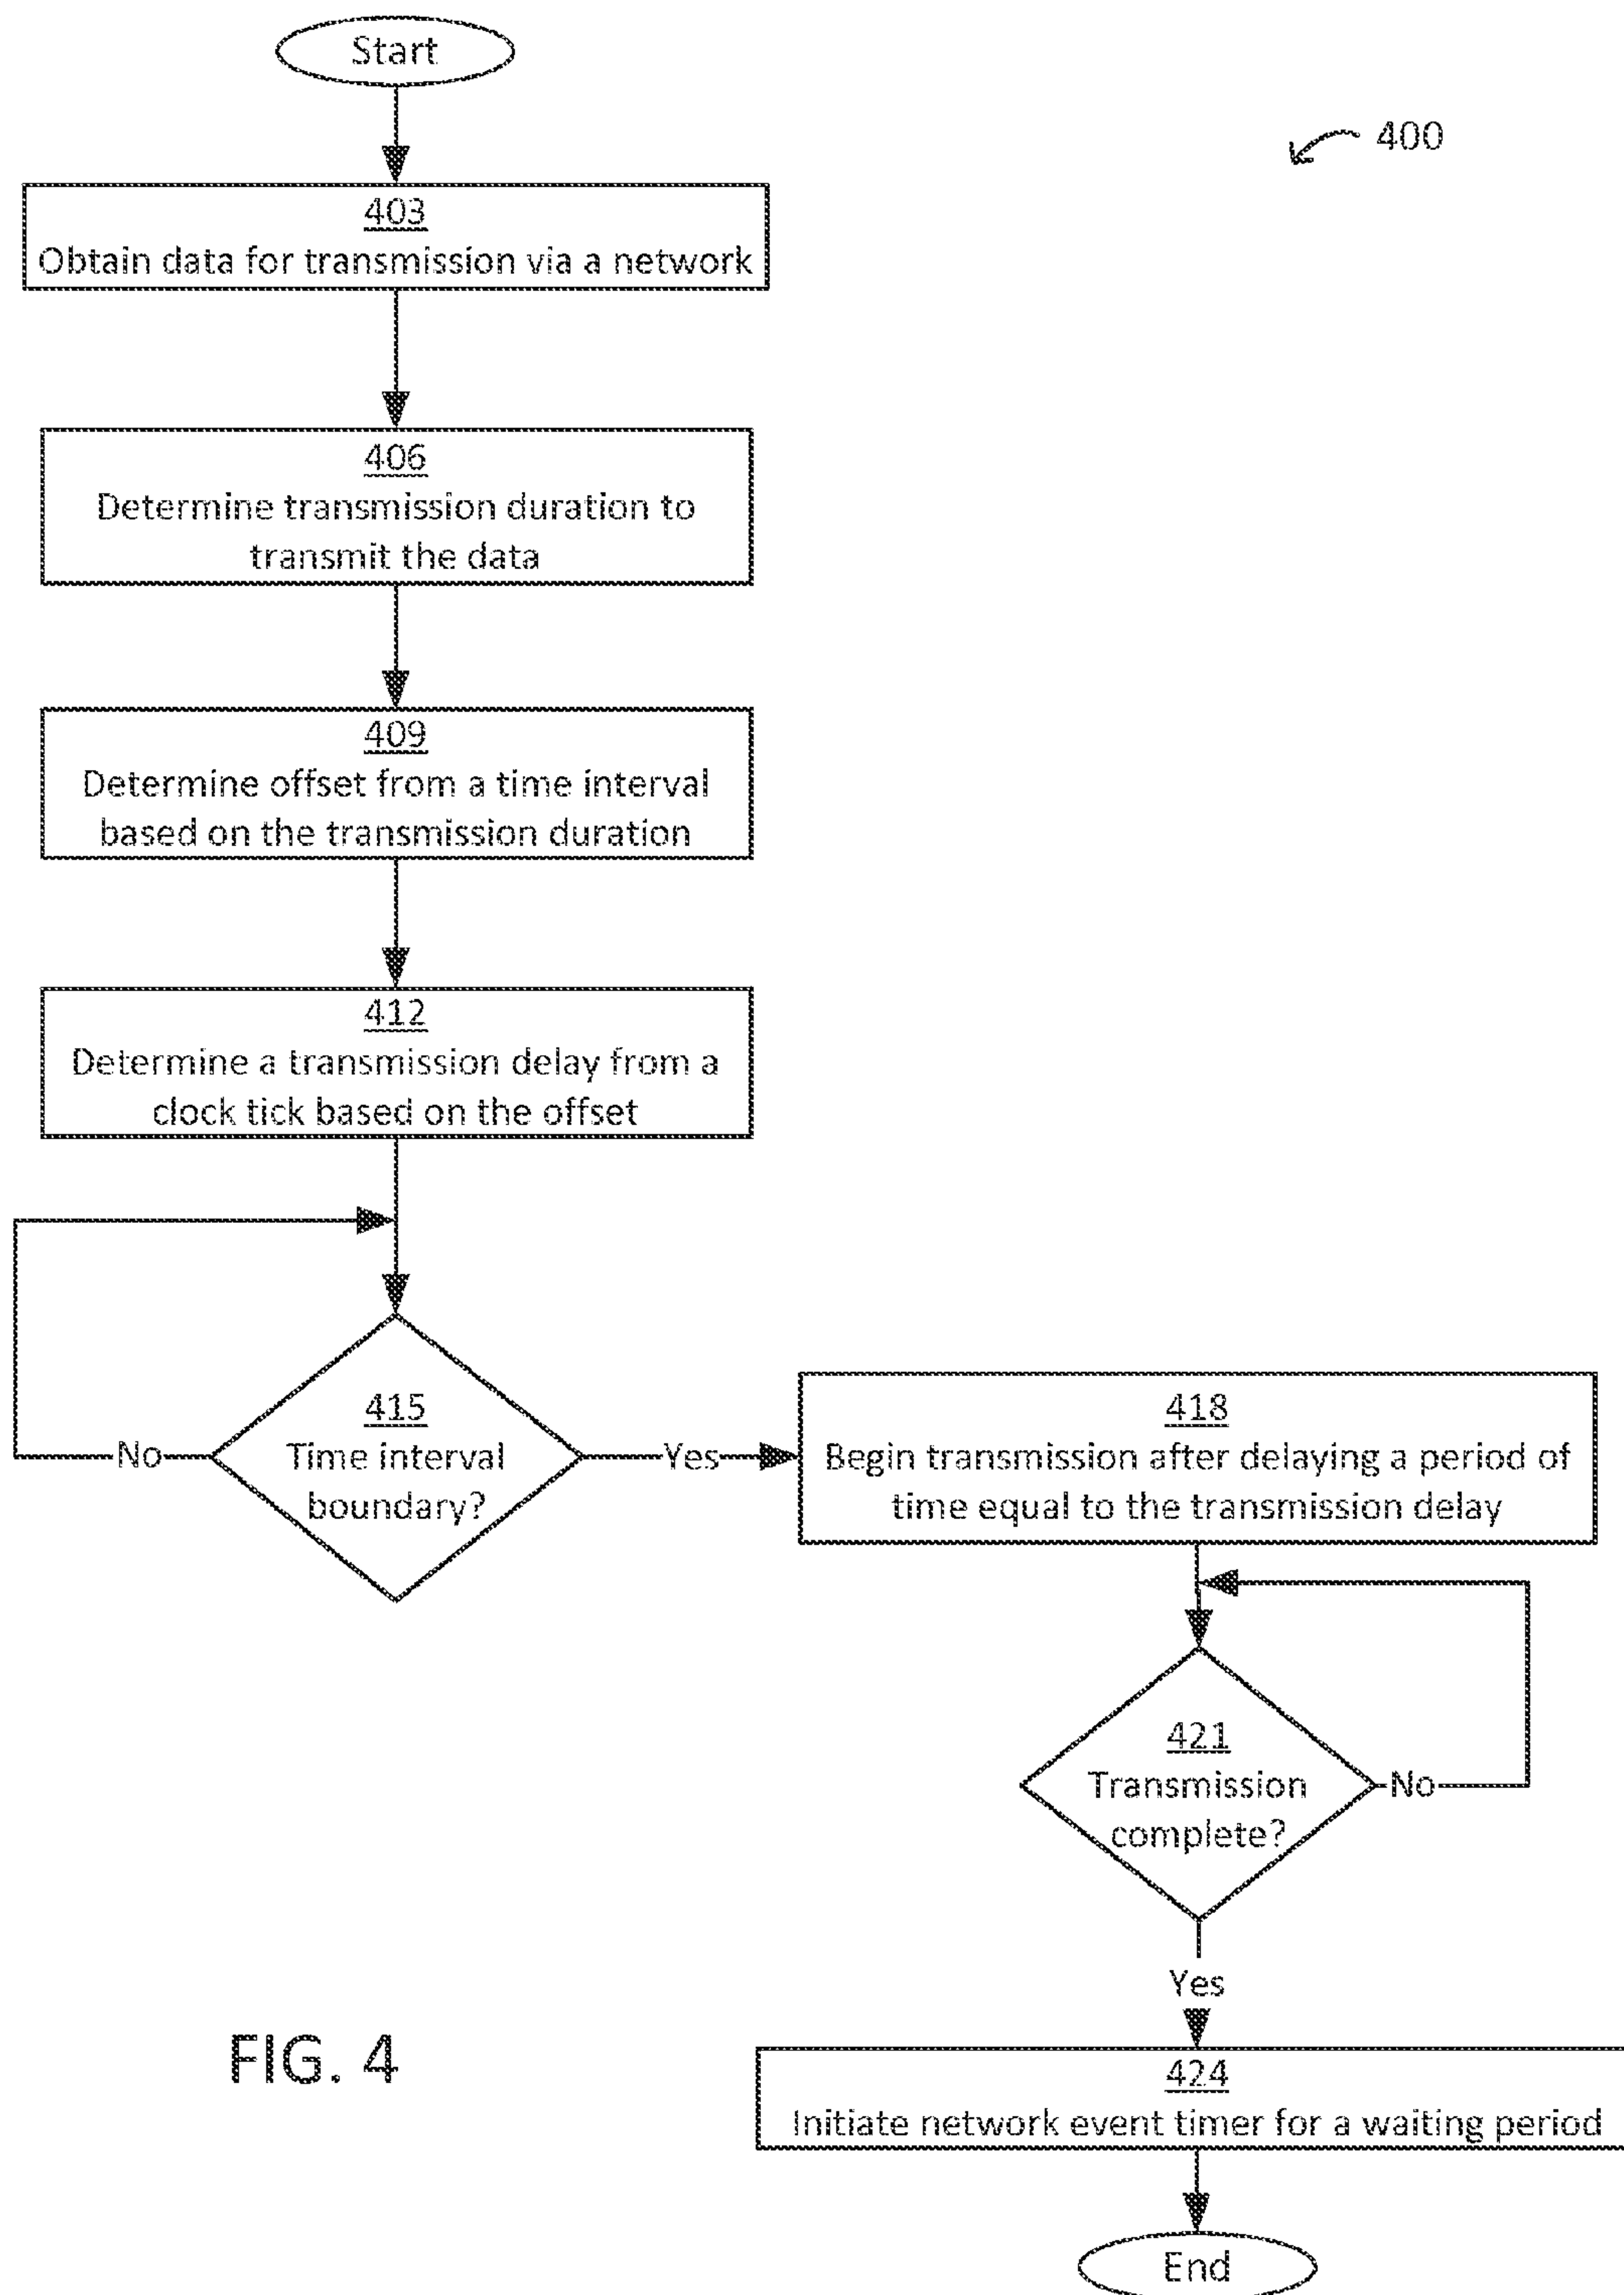 Start
400
403
Obtain data for transmission via a network
406
Determine transmission duration to
transmit the data
409
Determine offset from a time interval
based on the transmission duration
412
Determine a transmission delay from a
clock tick based on the offset
415
Time interval
boundary?
No
Yes
418
Begin transmission after delaying a period of
time equal to the transmission delay
421
Transmission
complete?
No
Yes
424
Initiate network event timer for a waiting period
End
FIG. 4